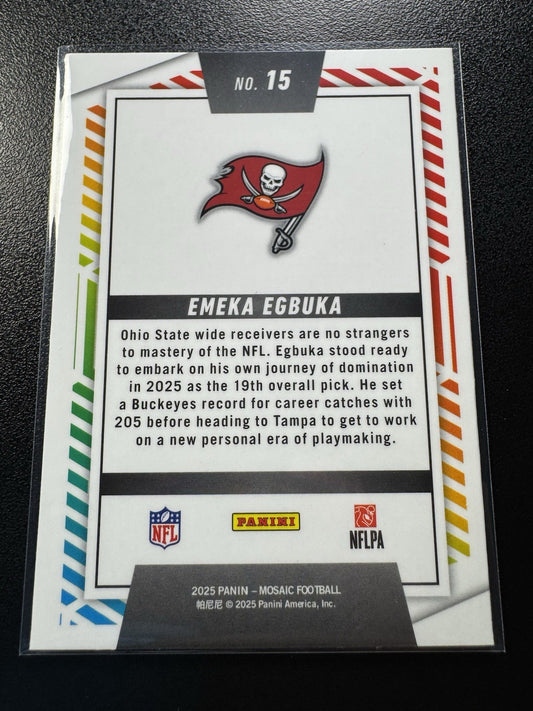 NO. 15
EMEKA EGBUKA
Ohio State wide receivers are no strangers
to mastery of the NFL. Egbuka stood ready
to embark on his own journey of domination
in 2025 as the 19th overall pick. He set
a Buckeyes record for career catches with
205 before heading to Tampa to get to work
on a new personal era of playmaking.
NFL
PANINI
NFLPA
2025 PANINI – MOSAIC FOOTBALL
帕尼尼 © 2025 Panini America, Inc.